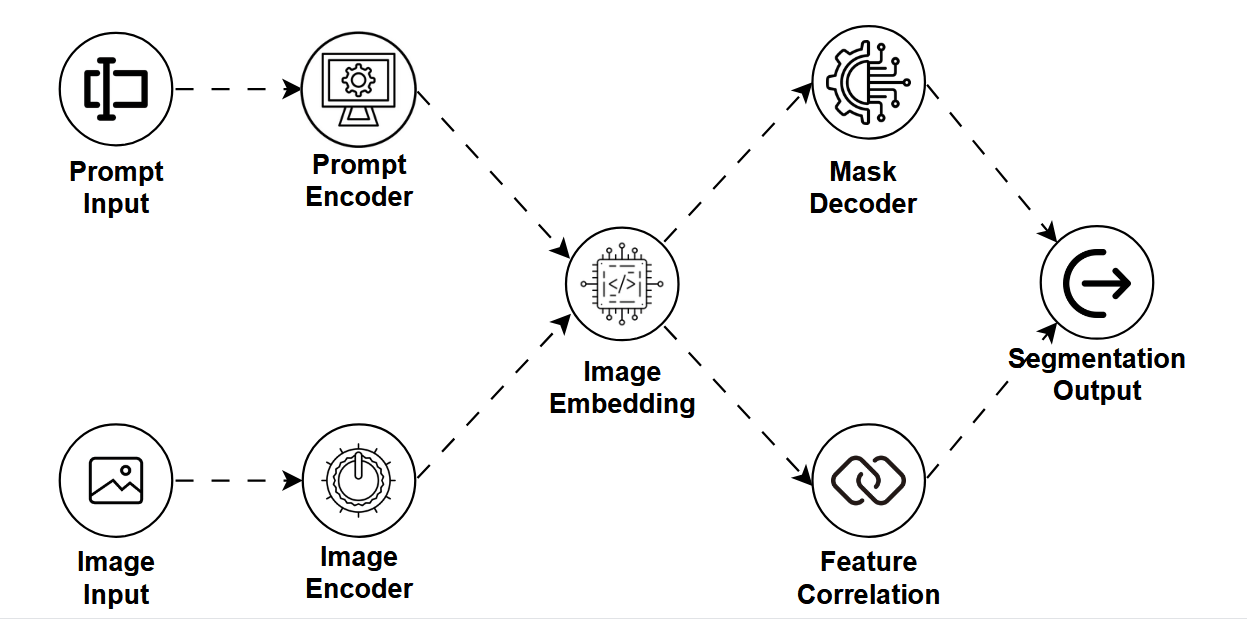 Prompt
Input
Prompt
Encoder
Mask
Decoder
</>
Image
Embedding
Segmentation
Output
Image
Input
Image
Encoder
Feature
Correlation